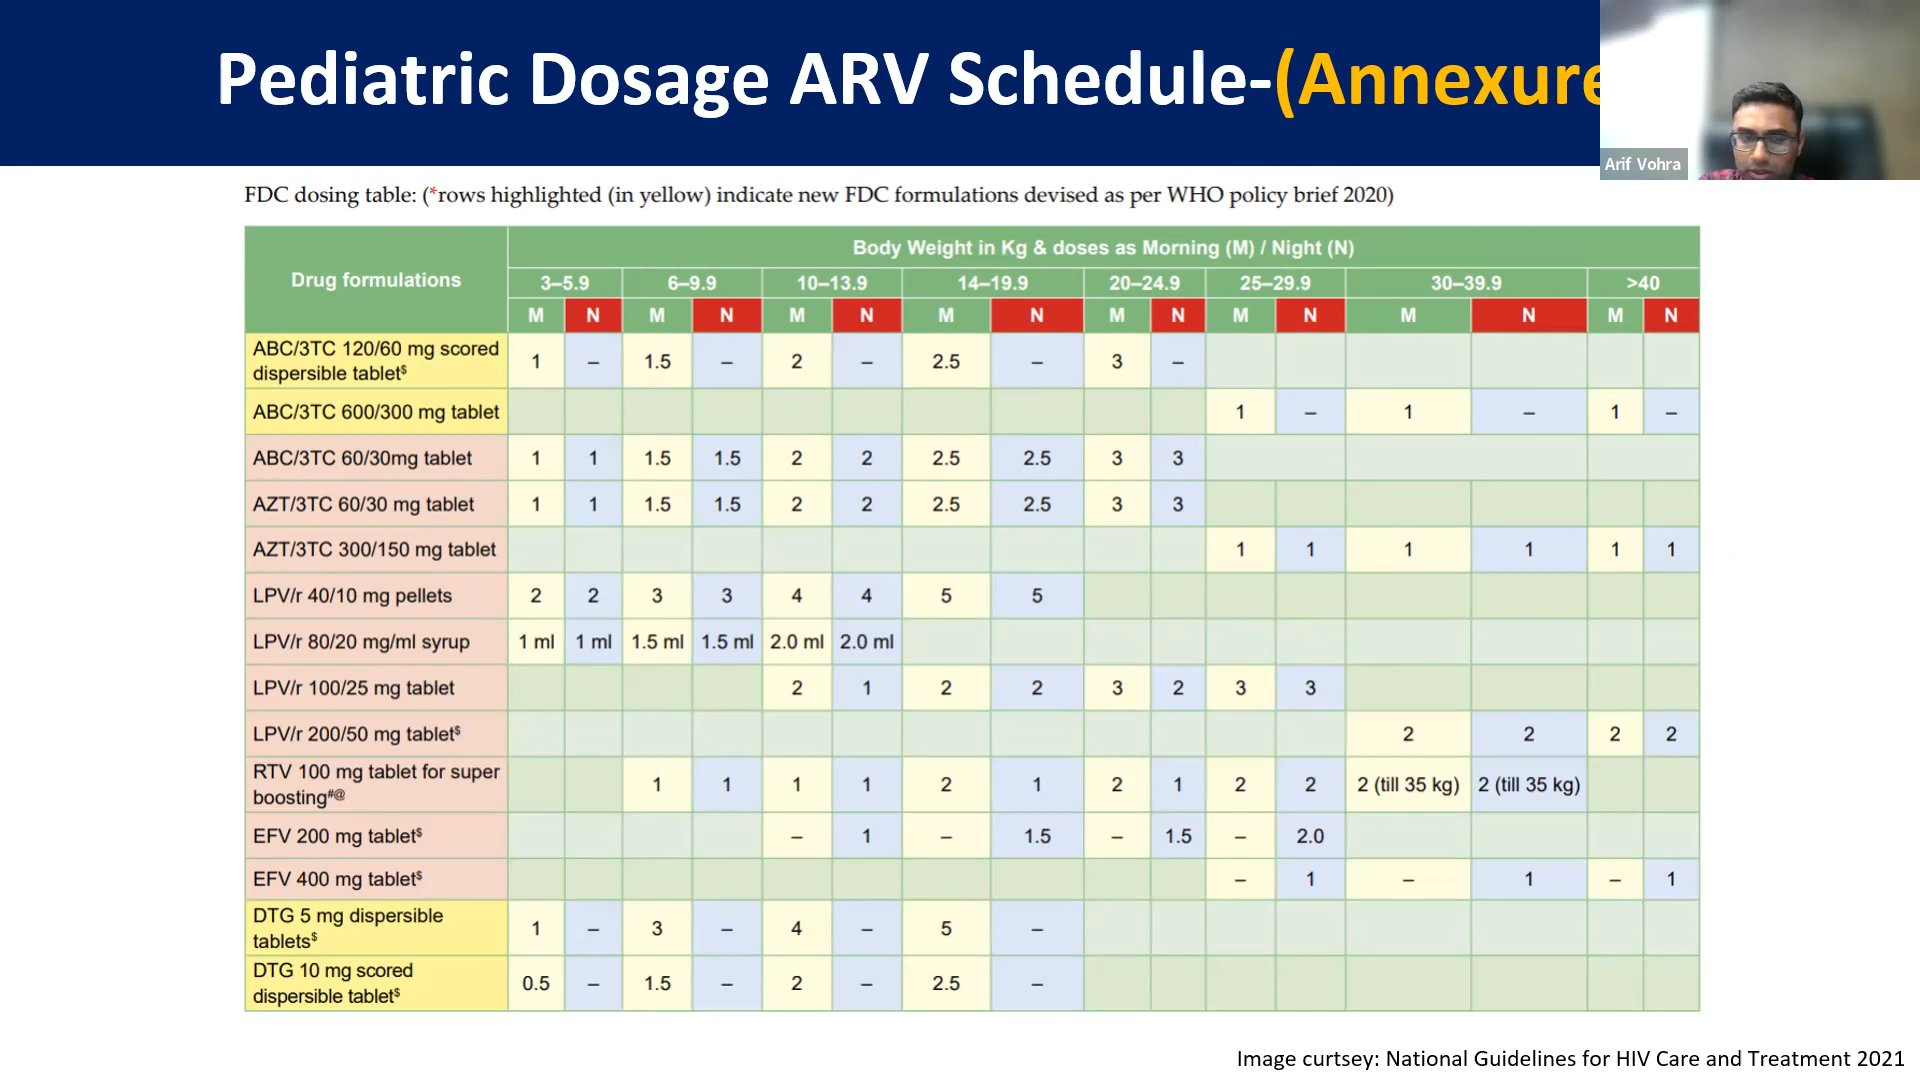 Pediatric Dosage ARV Schedule-(Annexure
Arif Vohra
FDC dosing table: (*rows highlighted (in yellow) indicate new FDC formulations devised as per WHO policy brief 2020)
Drug formulations
Body Weight in Kg & doses as Morning (M) / Night (N)
3–5.9 6–9.9 10–13.9 14–19.9 20–24.9 25–29.9 30–39.9 >40
M N M N M N M N M N M N M N M N
ABC/3TC 120/60 mg scored
dispersible tablet$ 1 – 1.5 – 2 – 2.5 – 3 –
ABC/3TC 600/300 mg tablet 1 – 1 – 1 –
ABC/3TC 60/30mg tablet 1 1 1.5 1.5 2 2 2.5 2.5 3 3
AZT/3TC 60/30 mg tablet 1 1 1.5 1.5 2 2 2.5 2.5 3 3
AZT/3TC 300/150 mg tablet 1 1 1 1 1 1
LPV/r 40/10 mg pellets 2 2 3 3 4 4 5 5
LPV/r 80/20 mg/ml syrup 1 ml 1 ml 1.5 ml 1.5 ml 2.0 ml 2.0 ml
LPV/r 100/25 mg tablet 2 1 2 2 3 2 3 3
LPV/r 200/50 mg tablet$ 2 2 2 2
RTV 100 mg tablet for super
boosting#@ 1 1 1 1 2 1 2 1 2 2 2 (till 35 kg) 2 (till 35 kg)
EFV 200 mg tablet$ – 1 – 1.5 – 1.5 – 2.0
EFV 400 mg tablet$ – 1 – 1 – 1
DTG 5 mg dispersible
tablets$ 1 – 3 – 4 – 5 –
DTG 10 mg scored
dispersible tablet$ 0.5 – 1.5 – 2 – 2.5 –
Image curtsey: National Guidelines for HIV Care and Treatment 2021